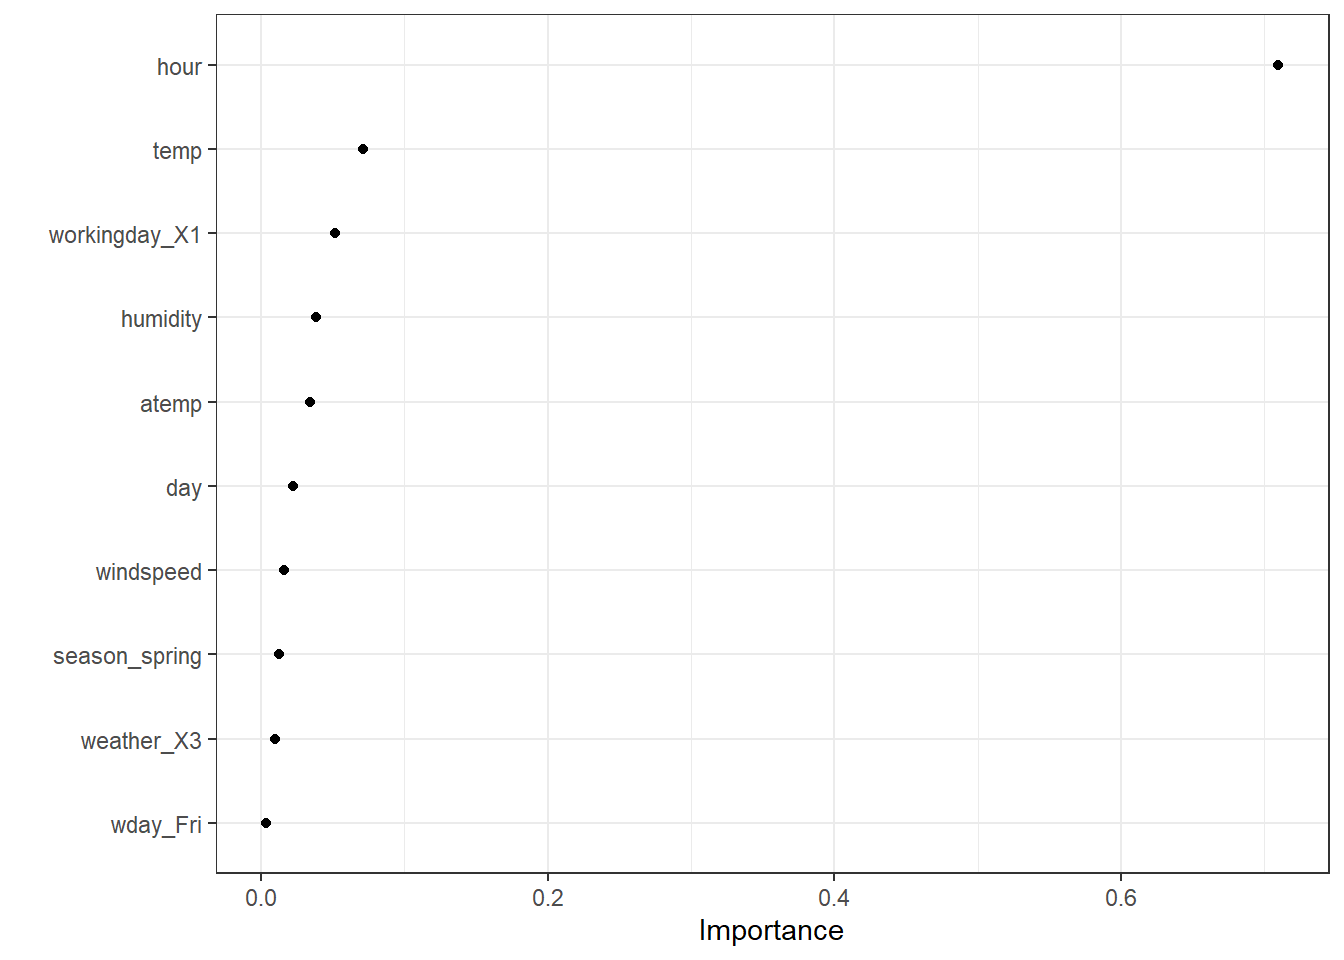 hour
temp
workingday_X1
humidity
atemp
day
windspeed
season_spring
weather_X3
wday_Fri
0.0 0.2 0.4 0.6
Importance